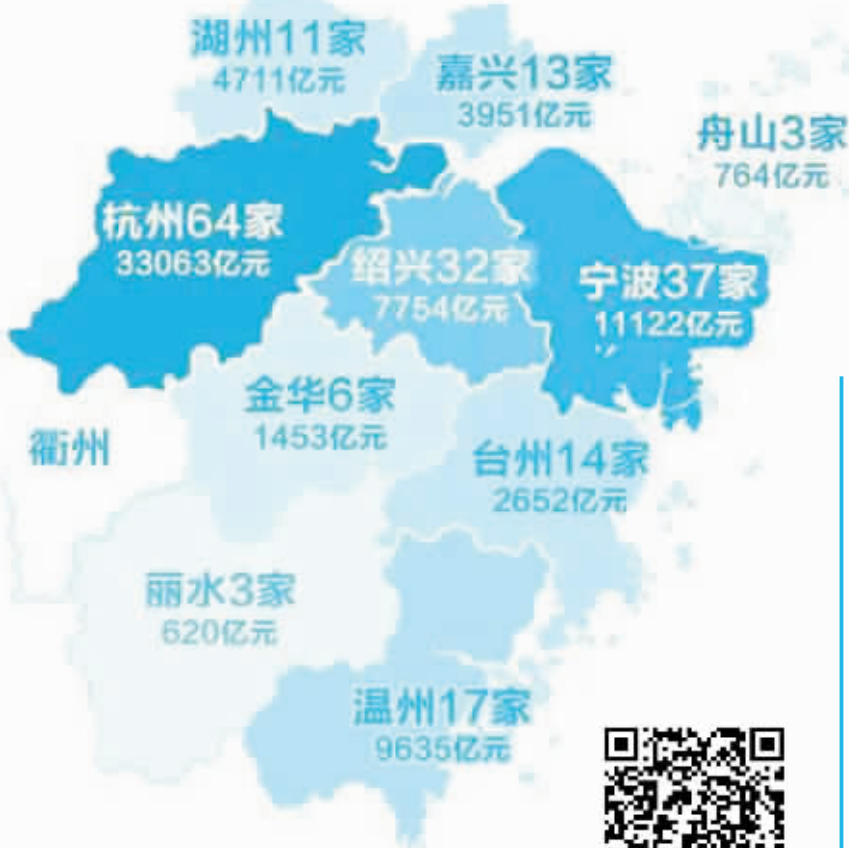 湖州11家
4711亿元
嘉兴13家
3951亿元
舟山3家
764亿元
杭州64家
33063亿元
绍兴32家
7754亿元
宁波37家
11122亿元
金华6家
1453亿元
衢州
台州14家
2652亿元
丽水3家
620亿元
温州17家
9635亿元